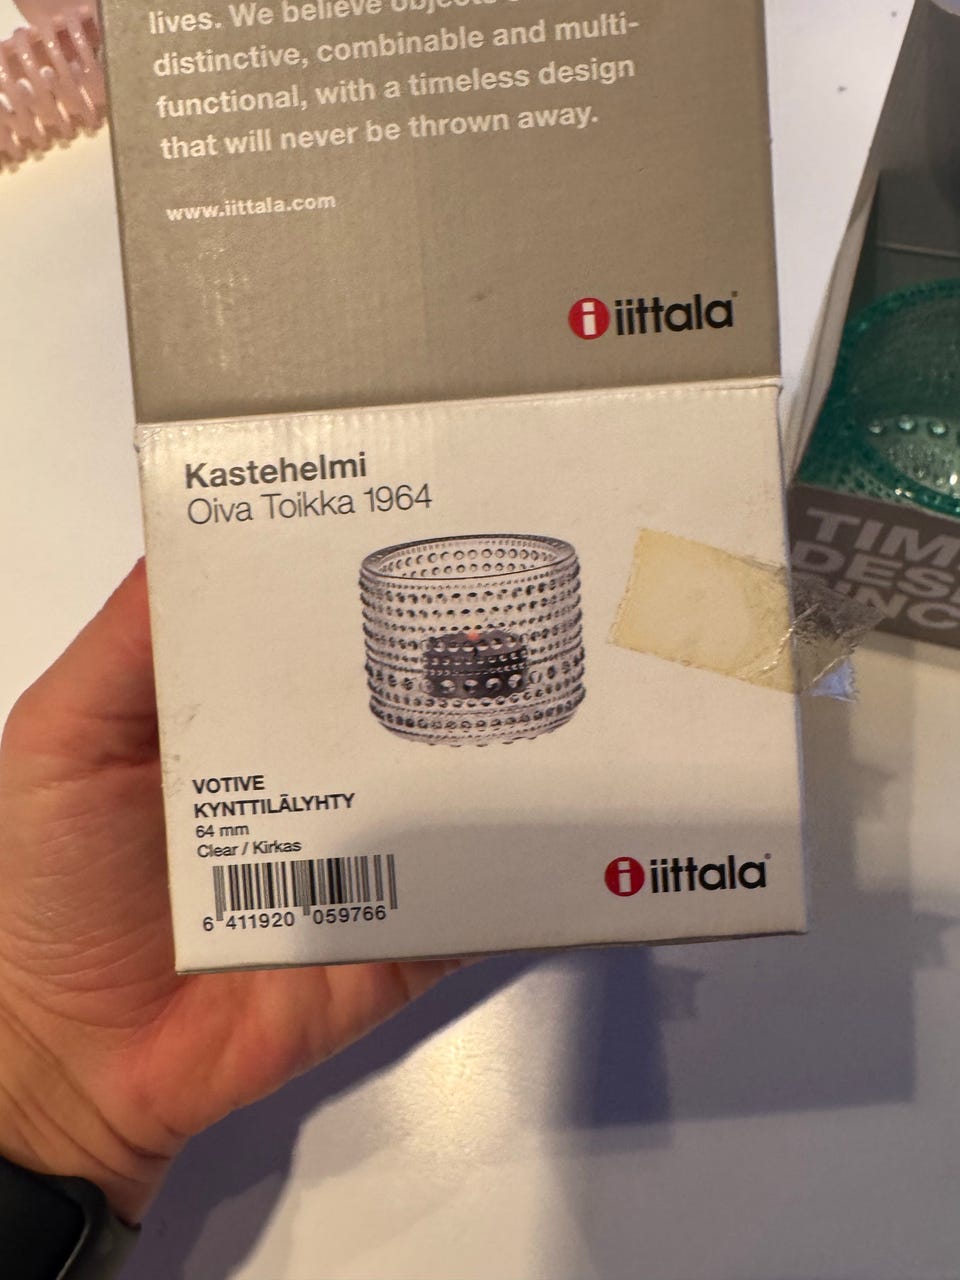 lives. We believe
distinctive, combinable and multi-
functional, with a timeless design
that will never be thrown away.
www.iittala.com
i iittala
Kastehelmi
Oiva Toikka 1964
VOTIVE
KYNTTILÄLYHTY
64 mm
Clear / Kirkas
6 411920 059766
i iittala